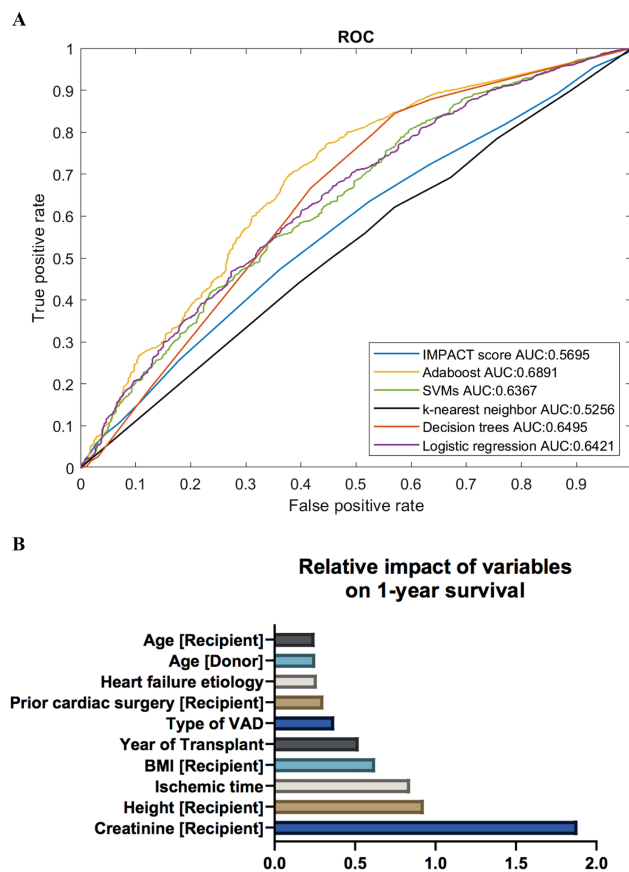 A
ROC
1
0.9
0.8
0.7
0.6
0.5
0.4
0.3
0.2
0.1
0
True positive rate
IMPACT score AUC:0.5695
Adaboost AUC:0.6891
SVMs AUC:0.6367
k-nearest neighbor AUC:0.5256
Decision trees AUC:0.6495
Logistic regression AUC:0.6421
0 0.1 0.2 0.3 0.4 0.5 0.6 0.7 0.8 0.9
False positive rate
B
Relative impact of variables
on 1-year survival
Age [Recipient]
Age [Donor]
Heart failure etiology
Prior cardiac surgery [Recipient]
Type of VAD
Year of Transplant
BMI [Recipient]
Ischemic time
Height [Recipient]
Creatinine [Recipient]
0.0 0.5 1.0 1.5 2.0